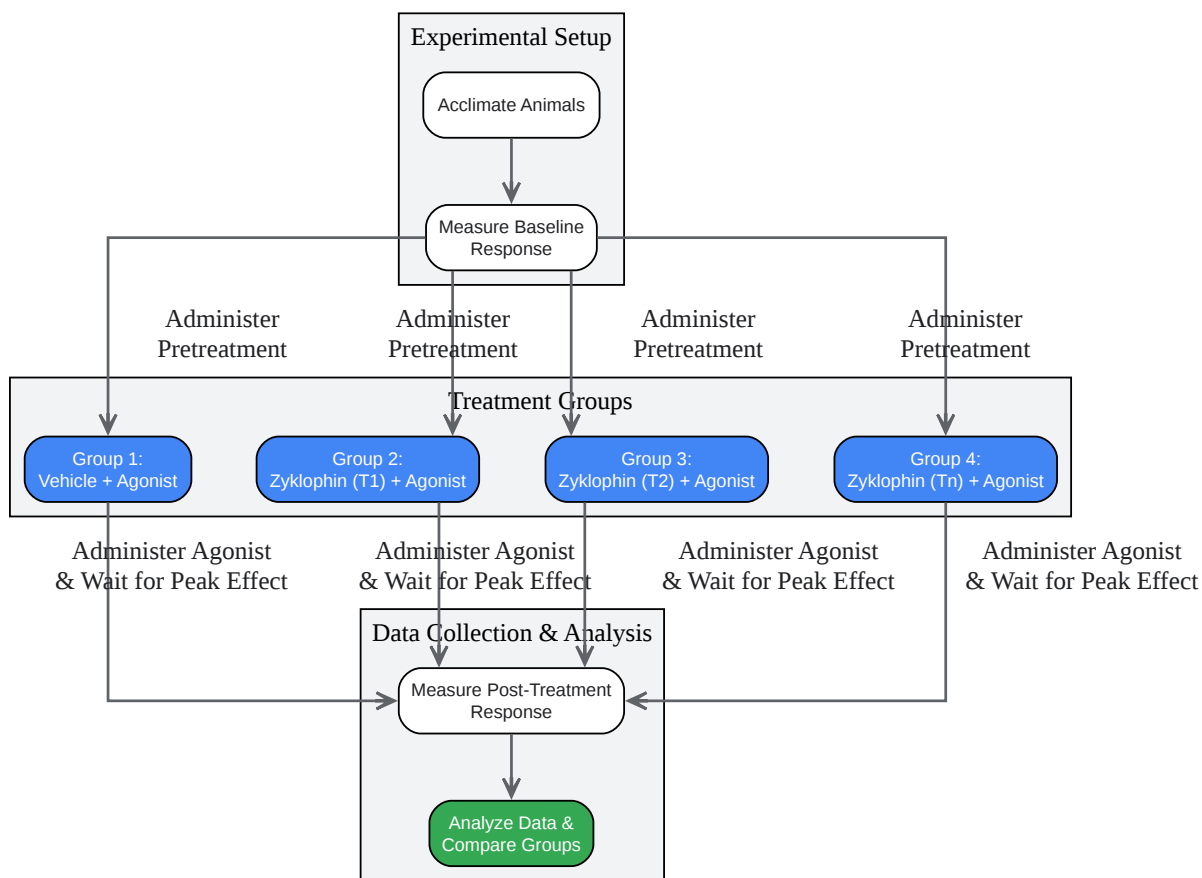 Experimental Setup
Acclimate Animals
Measure Baseline
Response
Administer
Pretreatment
Administer
Pretreatment
Administer
Pretreatment
Administer
Pretreatment
Treatment Groups
Group 1:
Vehicle + Agonist
Group 2:
Zyklophin (T1) + Agonist
Group 3:
Zyklophin (T2) + Agonist
Group 4:
Zyklophin (Tn) + Agonist
Administer Agonist
& Wait for Peak Effect
Administer Agonist
& Wait for Peak Effect
Administer Agonist
& Wait for Peak Effect
Administer Agonist
& Wait for Peak Effect
Data Collection & Analysis
Measure Post-Treatment
Response
Analyze Data &
Compare Groups